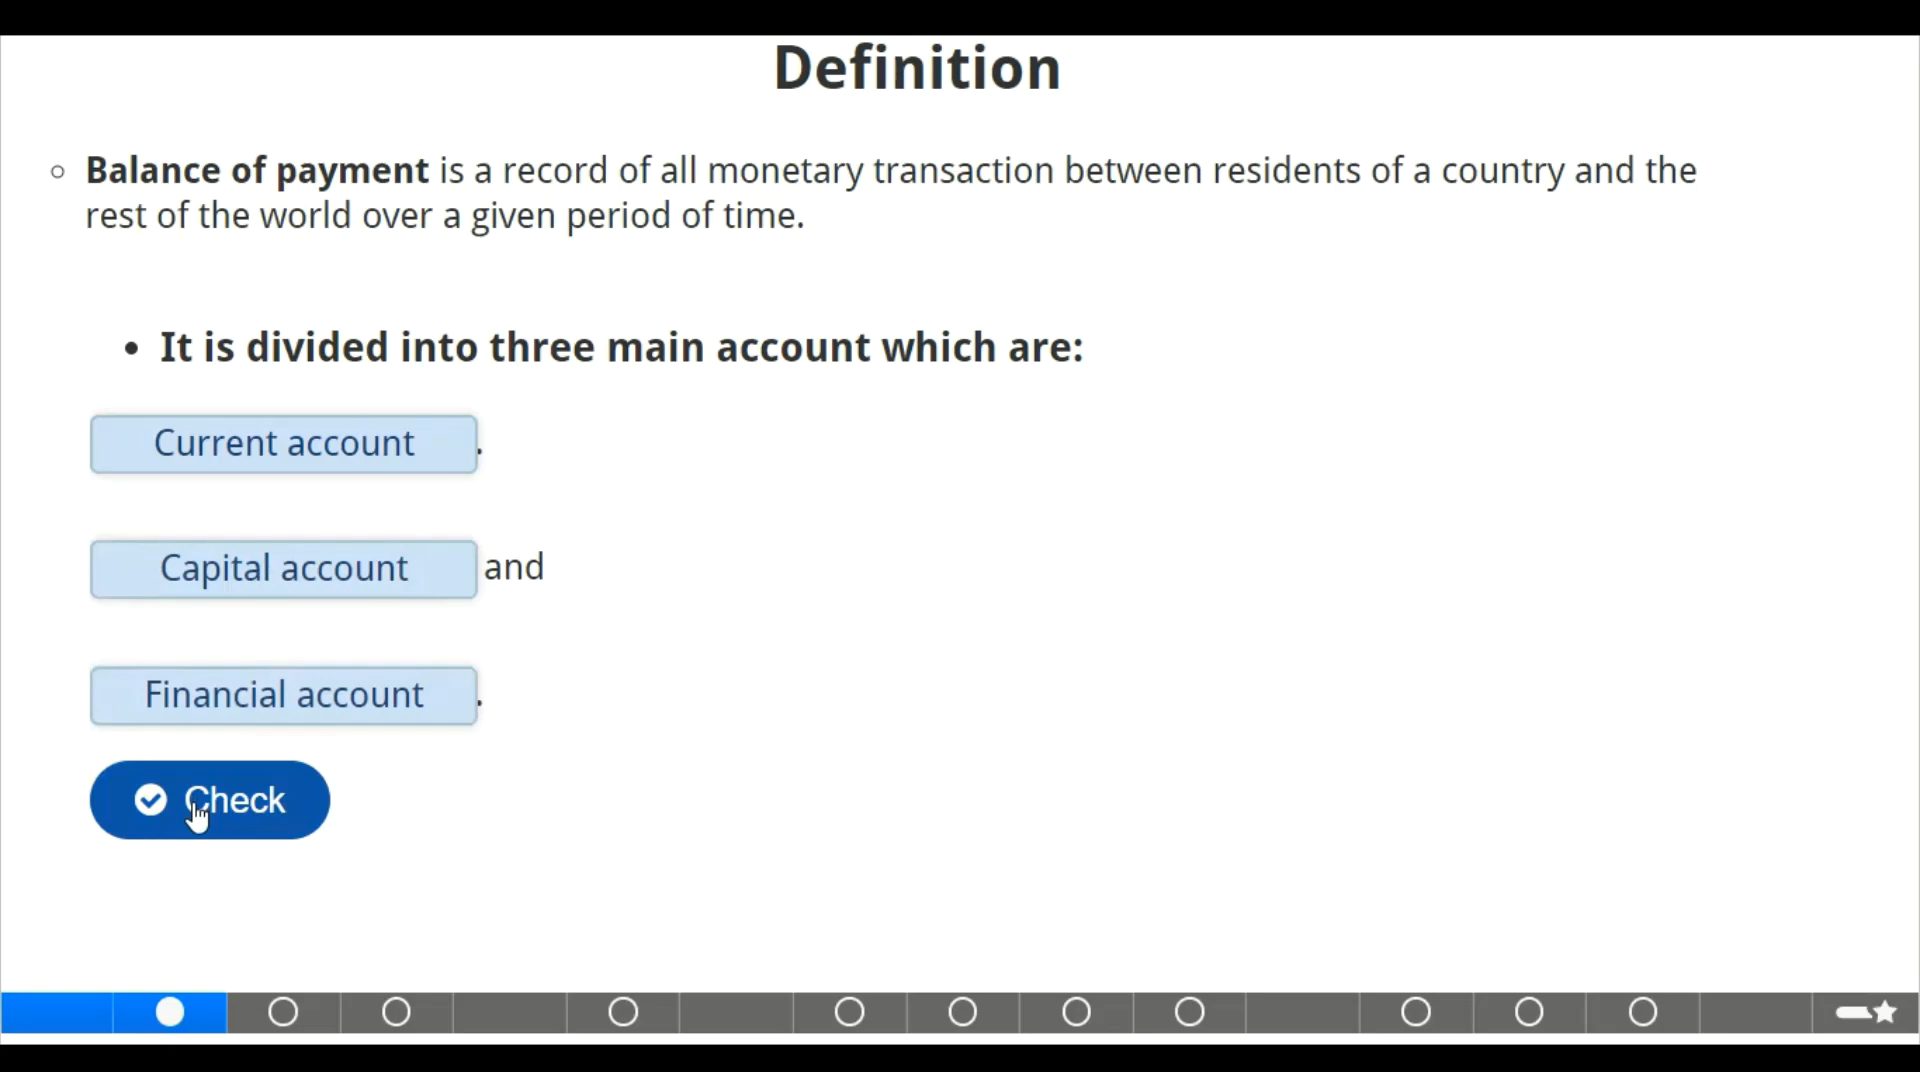 Definition
Balance of payment is a record of all monetary transaction between residents of a country and the
rest of the world over a given period of time.
It is divided into three main account which are:
Current account.
Capital account and
Financial account.
Check